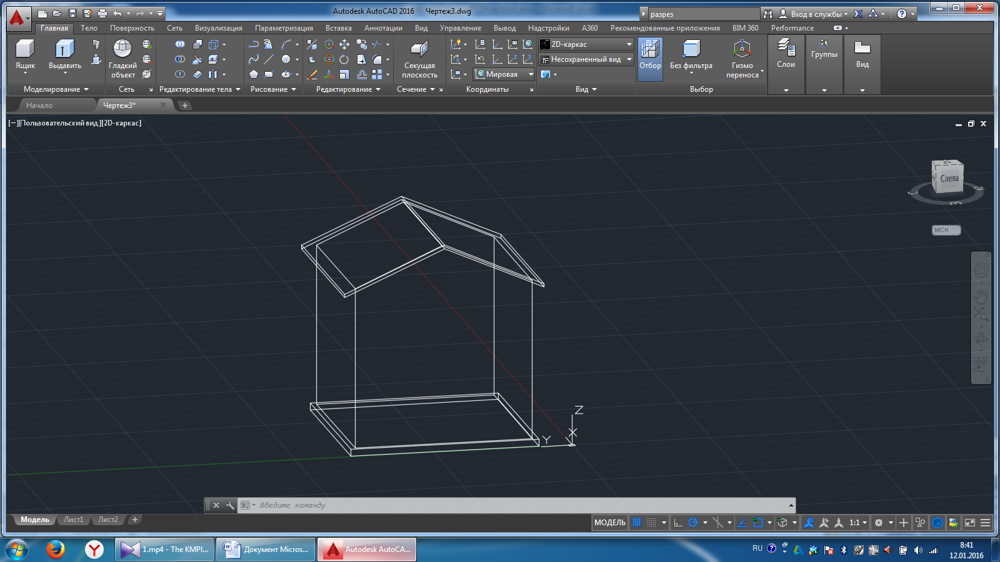 Autodesk AutoCAD 2016 Чертеж3.dwg
разрез
Вход в службы
Главная Тело Поверхность Сеть Визуализация Параметризация Вставка Аннотации Вид Управление Вывод Надстройки A360 Рекомендованные приложения BIM 360 Performance
2D-каркас
Несохраненный вид
Мировая
Ящик
Выдавить
Гладкий
объект
Секущая
плоскость
Отбор
Без фильтра
Гизмо
переноса
Слои
Группы
Вид
Моделирование
Сеть
Редактирование тела
Рисование
Редактирование
Сечение
Координаты
Вид
Выбор
Начало
Чертеж3*
[−][Пользовательский вид][2D-каркас]
Слева
МСК
Z
X
Y
Введите команду
Модель Лист1 Лист2
МОДЕЛЬ
1:1
1.mp4 - The KMPl...
Документ Micros...
Autodesk AutoCA...
RU
8:41
12.01.2016